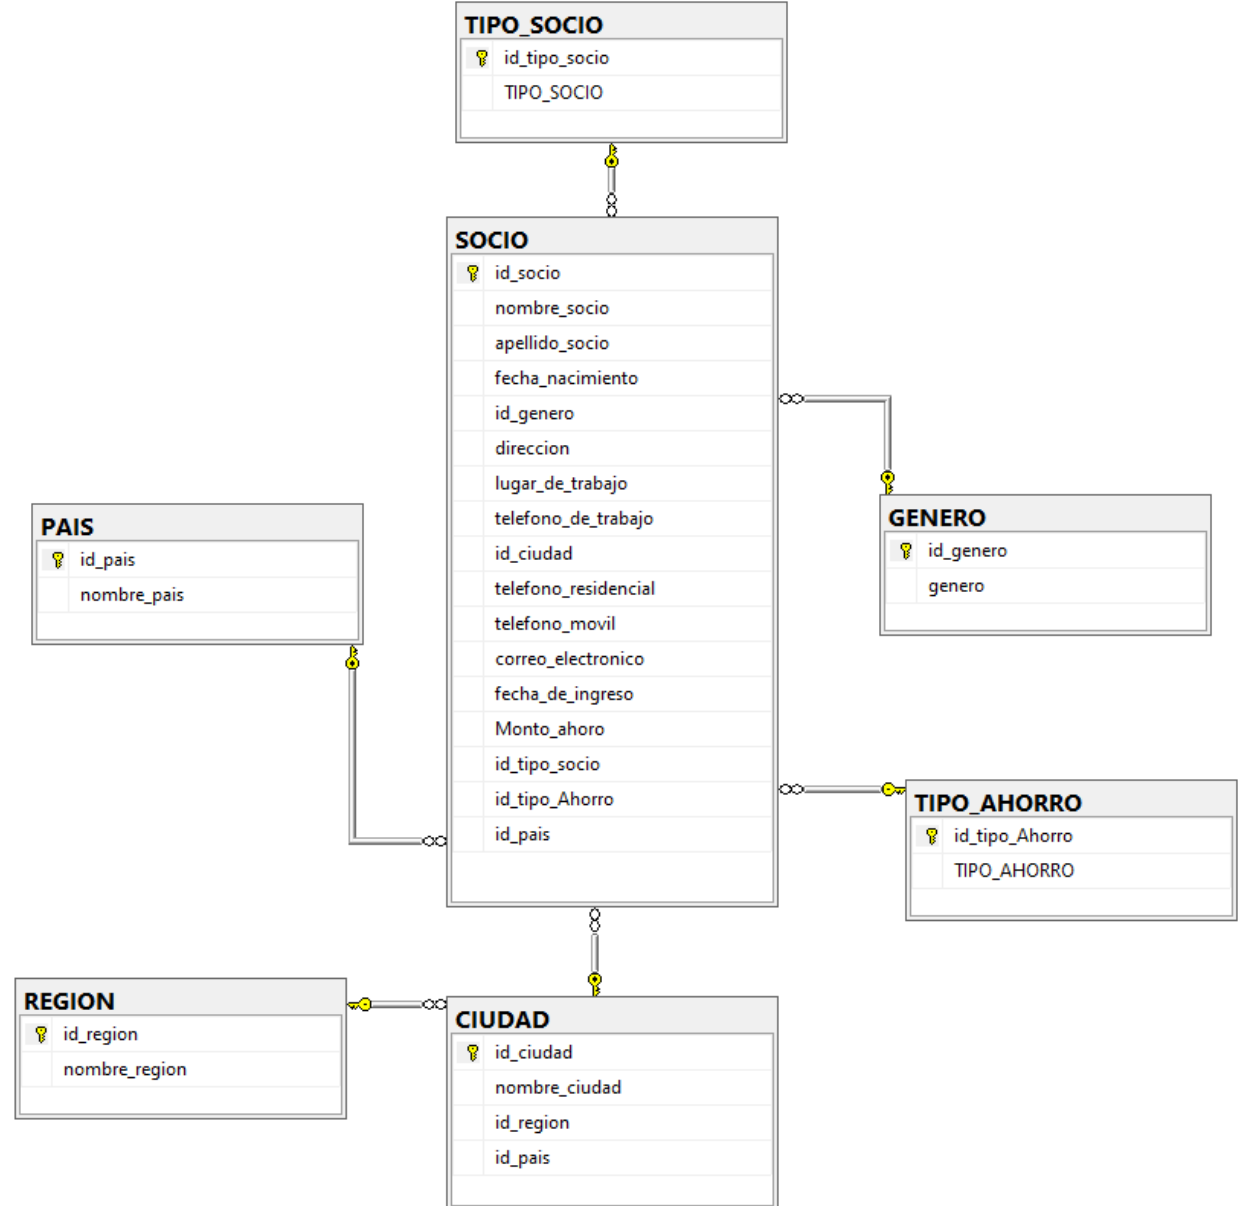 TIPO_SOCIO
id_tipo_socio
TIPO_SOCIO
SOCIO
id_socio
nombre_socio
apellido_socio
fecha_nacimiento
id_genero
direccion
lugar_de_trabajo
telefono_de_trabajo
id_ciudad
telefono_residencial
telefono_movil
correo_electronico
fecha_de_ingreso
Monto_ahoro
id_tipo_socio
id_tipo_Ahorro
id_pais
PAIS
id_pais
nombre_pais
GENERO
id_genero
genero
TIPO_AHORRO
id_tipo_Ahorro
TIPO_AHORRO
REGION
id_region
nombre_region
CIUDAD
id_ciudad
nombre_ciudad
id_region
id_pais